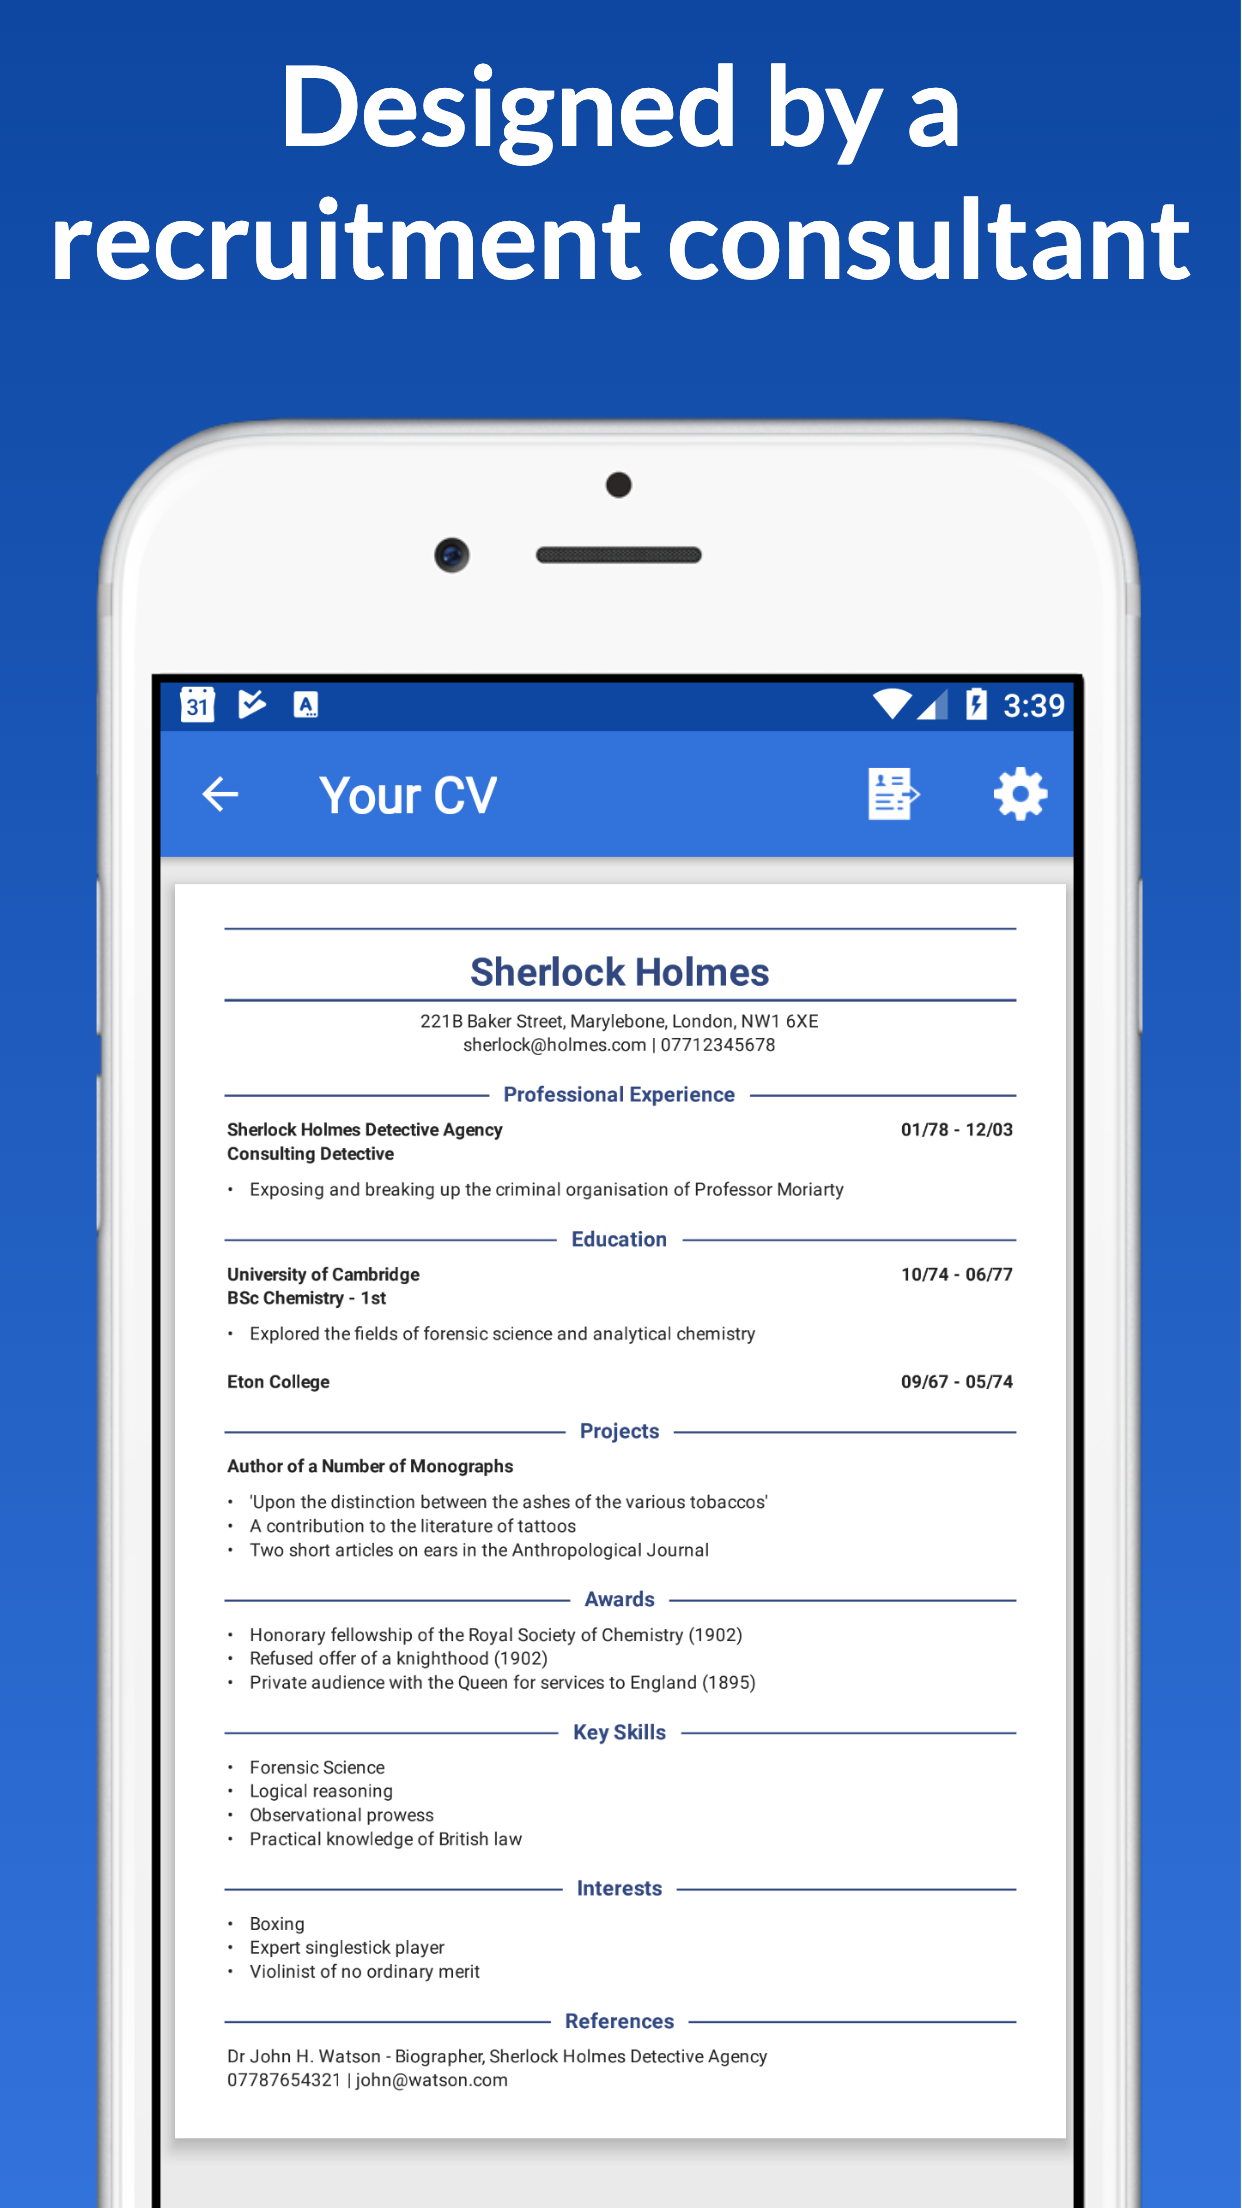 Designed by a
recruitment consultant
31 A 3:39
Your CV
Sherlock Holmes
221B Baker Street, Marylebone, London, NW1 6XE
sherlock@holmes.com | 07712345678
Professional Experience
Sherlock Holmes Detective Agency 01/78 - 12/03
Consulting Detective
• Exposing and breaking up the criminal organisation of Professor Moriarty
Education
University of Cambridge 10/74 - 06/77
BSc Chemistry - 1st
• Explored the fields of forensic science and analytical chemistry
Eton College 09/67 - 05/74
Projects
Author of a Number of Monographs
• 'Upon the distinction between the ashes of the various tobaccos'
• A contribution to the literature of tattoos
• Two short articles on ears in the Anthropological Journal
Awards
• Honorary fellowship of the Royal Society of Chemistry (1902)
• Refused offer of a knighthood (1902)
• Private audience with the Queen for services to England (1895)
Key Skills
• Forensic Science
• Logical reasoning
• Observational prowess
• Practical knowledge of British law
Interests
• Boxing
• Expert singlestick player
• Violinist of no ordinary merit
References
Dr John H. Watson - Biographer, Sherlock Holmes Detective Agency
07787654321 | john@watson.com